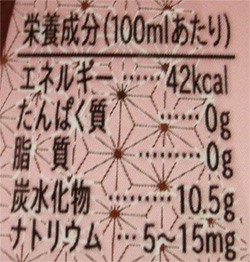 栄養成分(100mlあたり)
エネルギー……42kcal
たんぱく質……0g
脂 質………0g
炭水化物………10.5g
ナトリウム…5～15mg